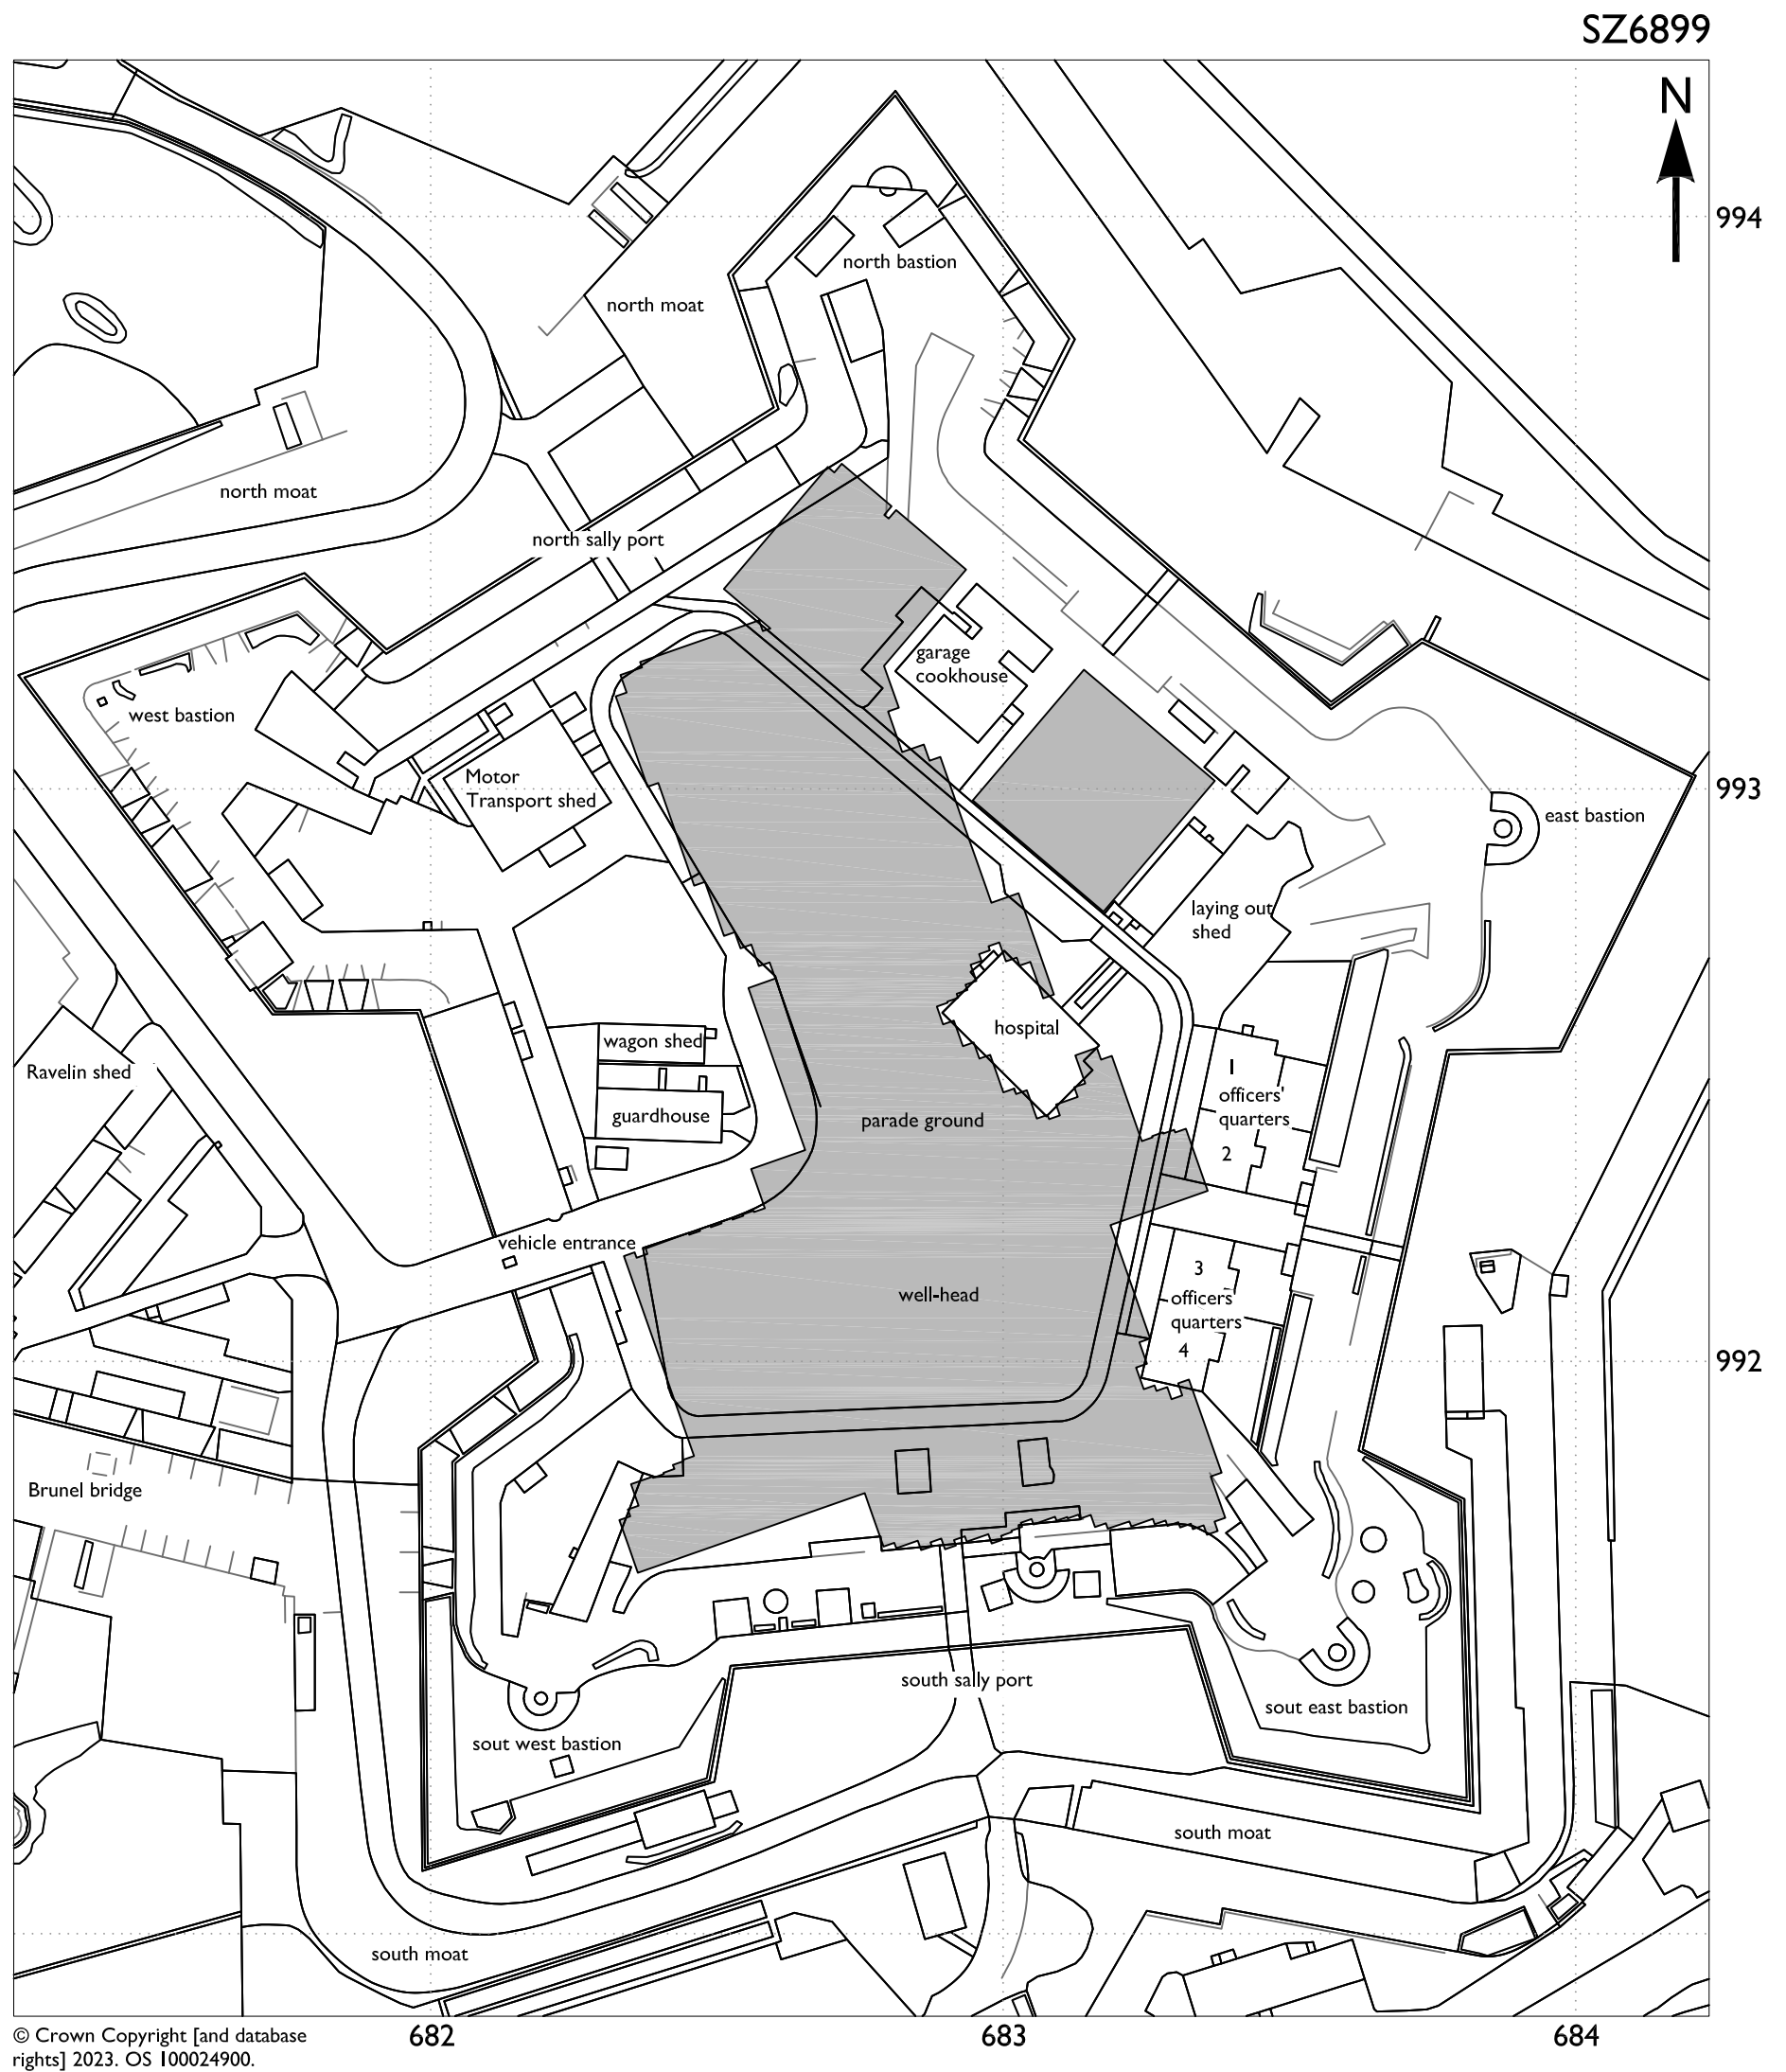 SZ6899
N
994
north bastion
north moat
north moat
north sally port
garage
cookhouse
west bastion
Motor
Transport shed
993
east bastion
laying out
shed
hospital
wagon shed
Ravelin shed
1
officers'
quarters
guardhouse
parade ground
2
vehicle entrance
3
well-head
officers'
quarters
4
992
Brunel bridge
south sally port
sout east bastion
sout west bastion
south moat
south moat
© Crown Copyright [and database
rights] 2023. OS 100024900.
682
683
684